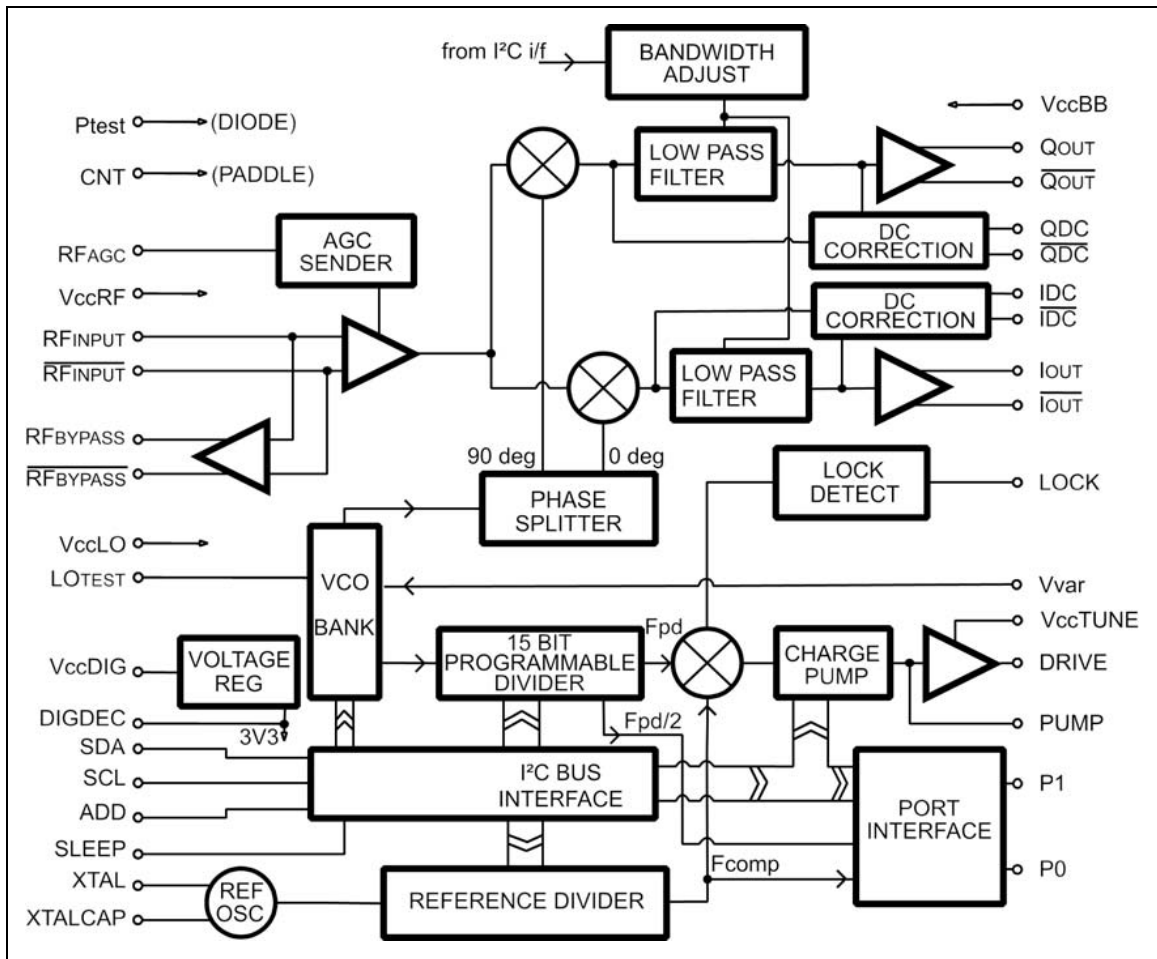 from I²C i/f
BANDWIDTH
ADJUST
Ptest
(DIODE)
CNT
(PADDLE)
VccBB
LOW PASS
FILTER
QOUT
QOUT
AGC
SENDER
RFAGC
DC
CORRECTION
QDC
QDC
VccRF
DC
CORRECTION
IDC
IDC
RFINPUT
RFINPUT
LOW PASS
FILTER
IOUT
IOUT
RFBYPASS
RFBYPASS
90 deg
0 deg
PHASE
SPLITTER
LOCK
DETECT
LOCK
VccLO
LOTEST
VCO
BANK
Vvar
VccTUNE
VccDIG
VOLTAGE
REG
15 BIT
PROGRAMMABLE
DIVIDER
Fpd
CHARGE
PUMP
DRIVE
DIGDEC
3V3
Fpd/2
PUMP
SDA
SCL
ADD
I²C BUS
INTERFACE
PORT
INTERFACE
P1
P0
SLEEP
XTAL
XTALCAP
REF
OSC
REFERENCE DIVIDER
Fcomp